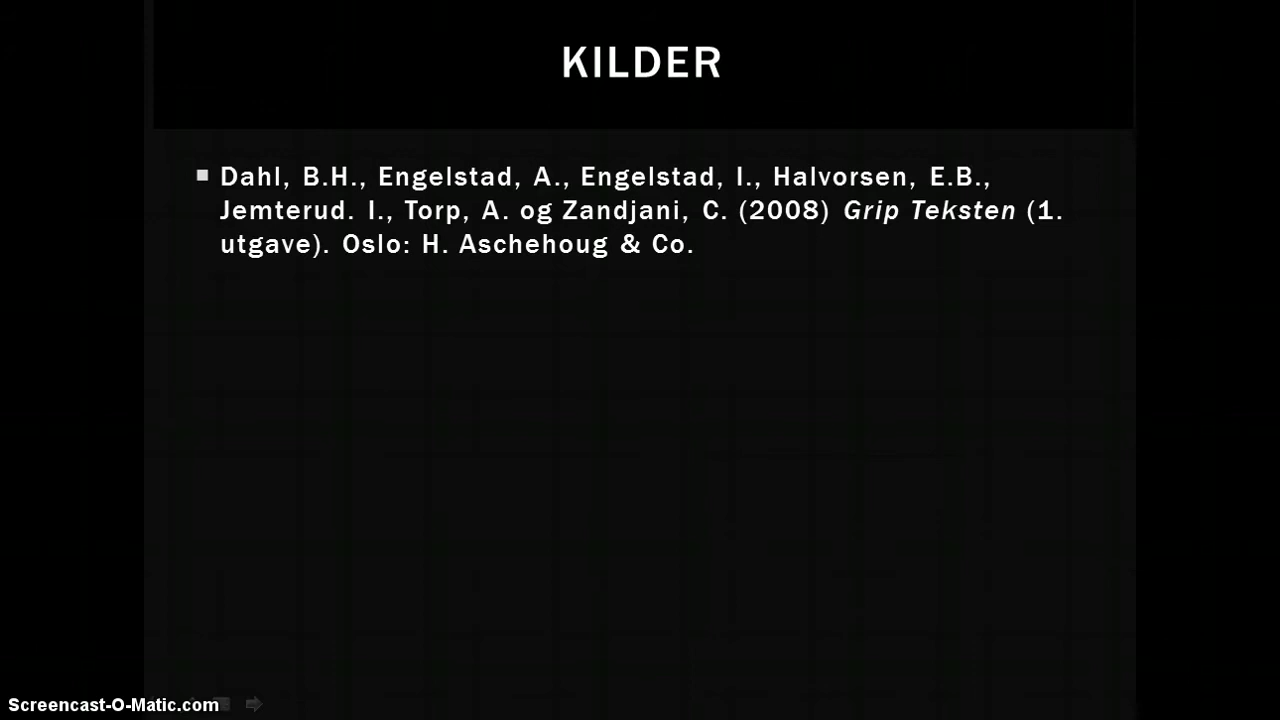 KILDER
Dahl, B.H., Engelstad, A., Engelstad, I., Halvorsen, E.B.,
Jemterud. I., Torp, A. og Zandjani, C. (2008) Grip Teksten (1.
utgave). Oslo: H. Aschehoug & Co.
Screencast-O-Matic.com